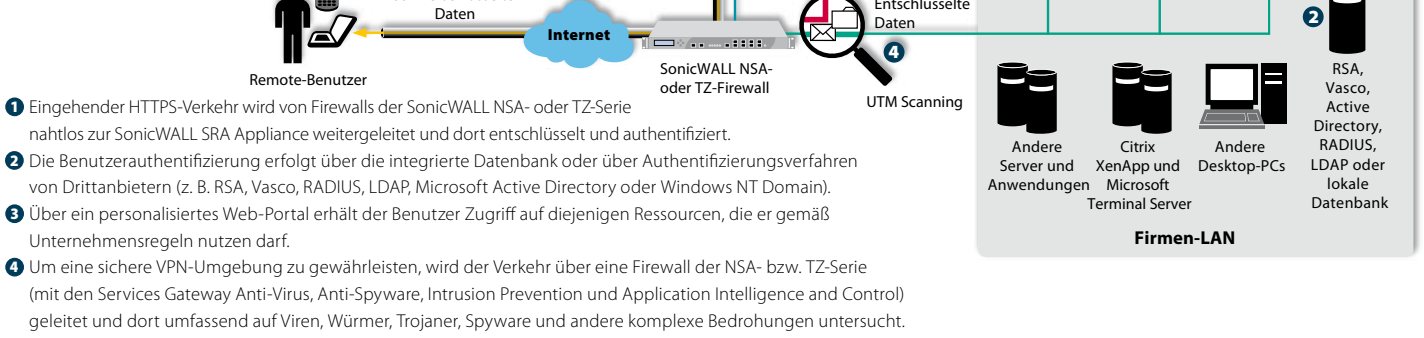 Daten
Entschlüsselte
Daten
2
Internet
4
Remote-Benutzer
SonicWALL NSA-
oder TZ-Firewall
UTM Scanning
RSA,
Vasco,
Active
Directory,
RADIUS,
LDAP oder
lokale
Datenbank
Andere
Server und
Anwendungen
Citrix
XenApp und
Microsoft
Terminal Server
Andere
Desktop-PCs
Firmen-LAN
1 Eingehender HTTPS-Verkehr wird von Firewalls der SonicWALL NSA- oder TZ-Serie
nahtlos zur SonicWALL SRA Appliance weitergeleitet und dort entschlüsselt und authentifiziert.
2 Die Benutzerauthentifizierung erfolgt über die integrierte Datenbank oder über Authentifizierungsverfahren
von Drittanbietern (z. B. RSA, Vasco, RADIUS, LDAP, Microsoft Active Directory oder Windows NT Domain).
3 Über ein personalisiertes Web-Portal erhält der Benutzer Zugriff auf diejenigen Ressourcen, die er gemäß
Unternehmensregeln nutzen darf.
4 Um eine sichere VPN-Umgebung zu gewährleisten, wird der Verkehr über eine Firewall der NSA- bzw. TZ-Serie
(mit den Services Gateway Anti-Virus, Anti-Spyware, Intrusion Prevention und Application Intelligence and Control)
geleitet und dort umfassend auf Viren, Würmer, Trojaner, Spyware und andere komplexe Bedrohungen untersucht.